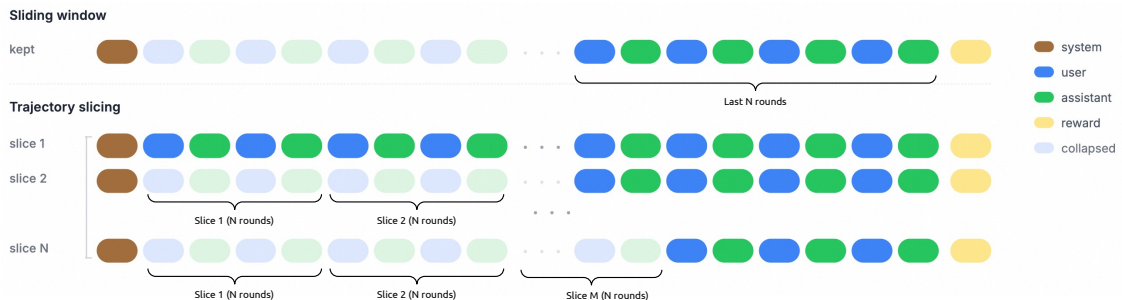 Sliding window
kept
Last N rounds
system
user
assistant
reward
collapsed
Trajectory slicing
slice 1
slice 2
Slice 1 (N rounds)
Slice 2 (N rounds)
slice N
Slice 1 (N rounds)
Slice 2 (N rounds)
Slice M (N rounds)